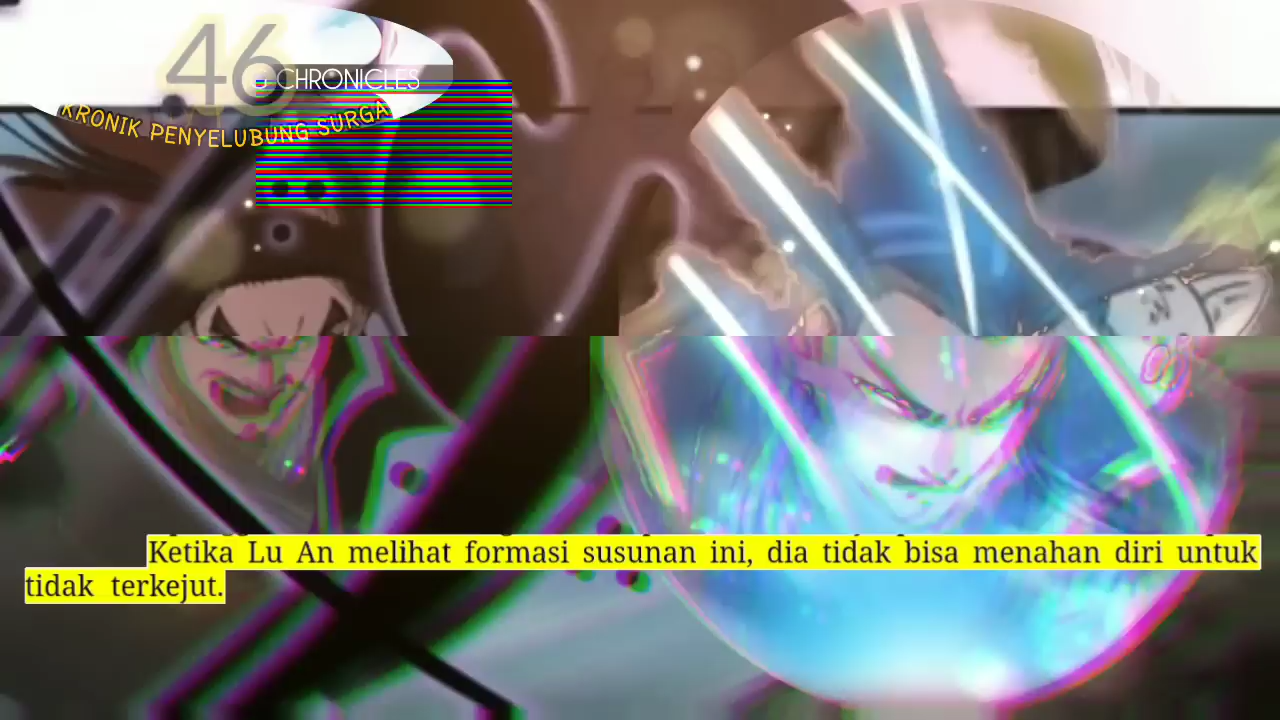 46
CHRONICLES
KRONIK PENYELUBUNG SURGA
Ketika Lu An melihat formasi susunan ini, dia tidak bisa menahan diri untuk
tidak terkejut.